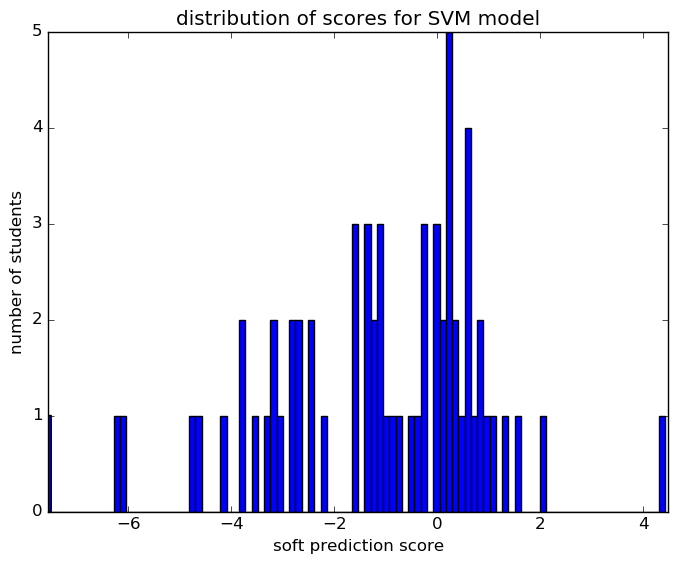 distribution of scores for SVM model
5
4
3
2
1
0
number of students
−6 −4 −2 0 2 4
soft prediction score